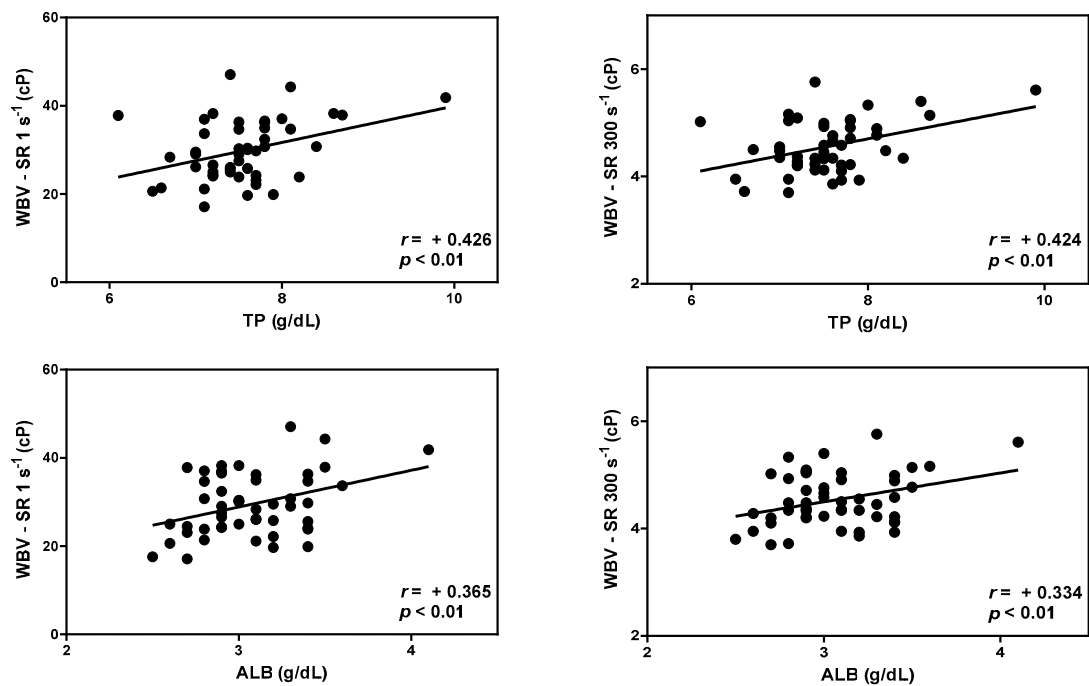 60
40
20
0
WBV - SR 1 s⁻¹ (cP)
6
8
10
TP (g/dL)
r = + 0.426
p < 0.01
6
4
2
WBV - SR 300 s⁻¹ (cP)
6
8
10
TP (g/dL)
r = + 0.424
p < 0.01
60
40
20
0
WBV - SR 1 s⁻¹ (cP)
2
3
4
ALB (g/dL)
r = + 0.365
p < 0.01
6
4
2
WBV - SR 300 s⁻¹ (cP)
2
3
4
ALB (g/dL)
r = + 0.334
p < 0.01